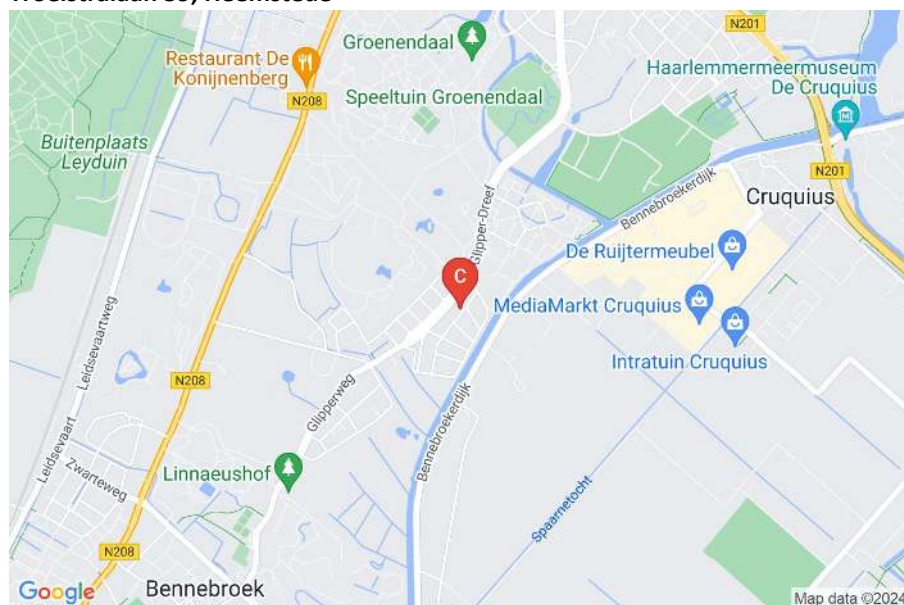 N201
Groenendaal
Restaurant De
Konijnenberg
Haarlemmermeermuseum
De Cruquius
N208
Speeltuin Groenendaal
Buitenplaats
Leyduin
Bennebroekerdijk
N201
Cruquius
Glipper-Dreef
De Ruijtermeubel
C
MediaMarkt Cruquius
Leidsevaartweg
Intratuin Cruquius
N208
Glipperweg
Bennebroekerdijk
Leidsevaart
Linnaeushof
Zwarteweg
Spaarnetocht
N208
Bennebroek
Google
Map data ©2024